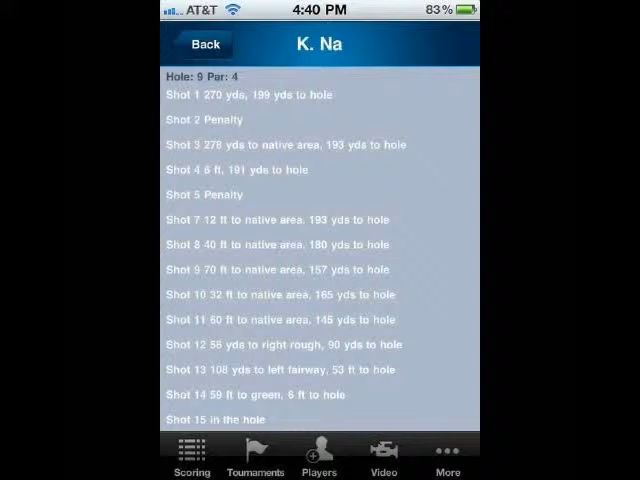 AT&T 4:40 PM 83%
Back K. Na
Hole: 9 Par: 4
Shot 1 270 yds, 199 yds to hole
Shot 2 Penalty
Shot 3 278 yds to native area, 193 yds to hole
Shot 4 6 ft, 191 yds to hole
Shot 5 Penalty
Shot 7 12 ft to native area, 193 yds to hole
Shot 8 40 ft to native area, 180 yds to hole
Shot 9 70 ft to native area, 157 yds to hole
Shot 10 32 ft to native area, 165 yds to hole
Shot 11 60 ft to native area, 145 yds to hole
Shot 12 56 yds to right rough, 90 yds to hole
Shot 13 108 yds to left fairway, 53 ft to hole
Shot 14 59 ft to green, 6 ft to hole
Shot 15 in the hole
Scoring Tournaments Players Video More